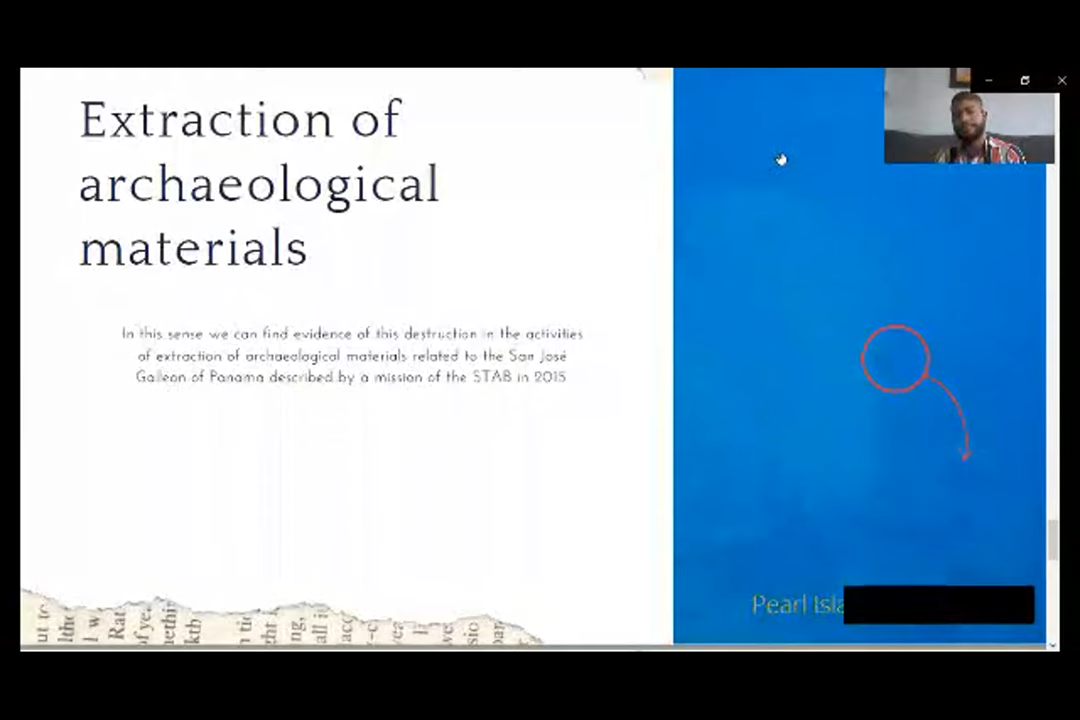 Extraction of
archaeological
materials
In this sense we can find evidence of this destruction in the activities
of extraction of archaeological materials related to the San José
Galleon of Panama described by a mission of the STAB in 2015
Pearl Isla